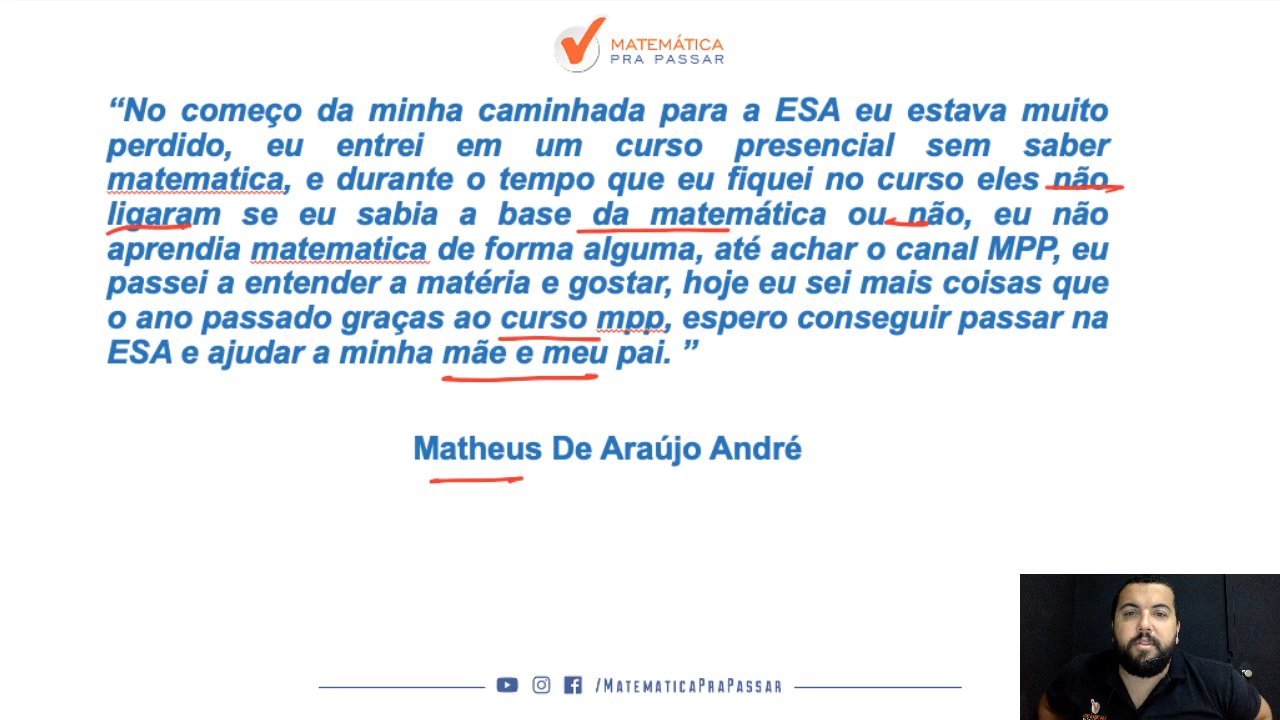 MATEMÁTICA
PRA PASSAR
“No começo da minha caminhada para a ESA eu estava muito
perdido, eu entrei em um curso presencial sem saber
matematica, e durante o tempo que eu fiquei no curso eles não
ligaram se eu sabia a base da matemática ou não, eu não
aprendia matematica de forma alguma, até achar o canal MPP, eu
passei a entender a matéria e gostar, hoje eu sei mais coisas que
o ano passado graças ao curso mpp, espero conseguir passar na
ESA e ajudar a minha mãe e meu pai. ”
Matheus De Araújo André
/MATEMATICAPRAPASSAR